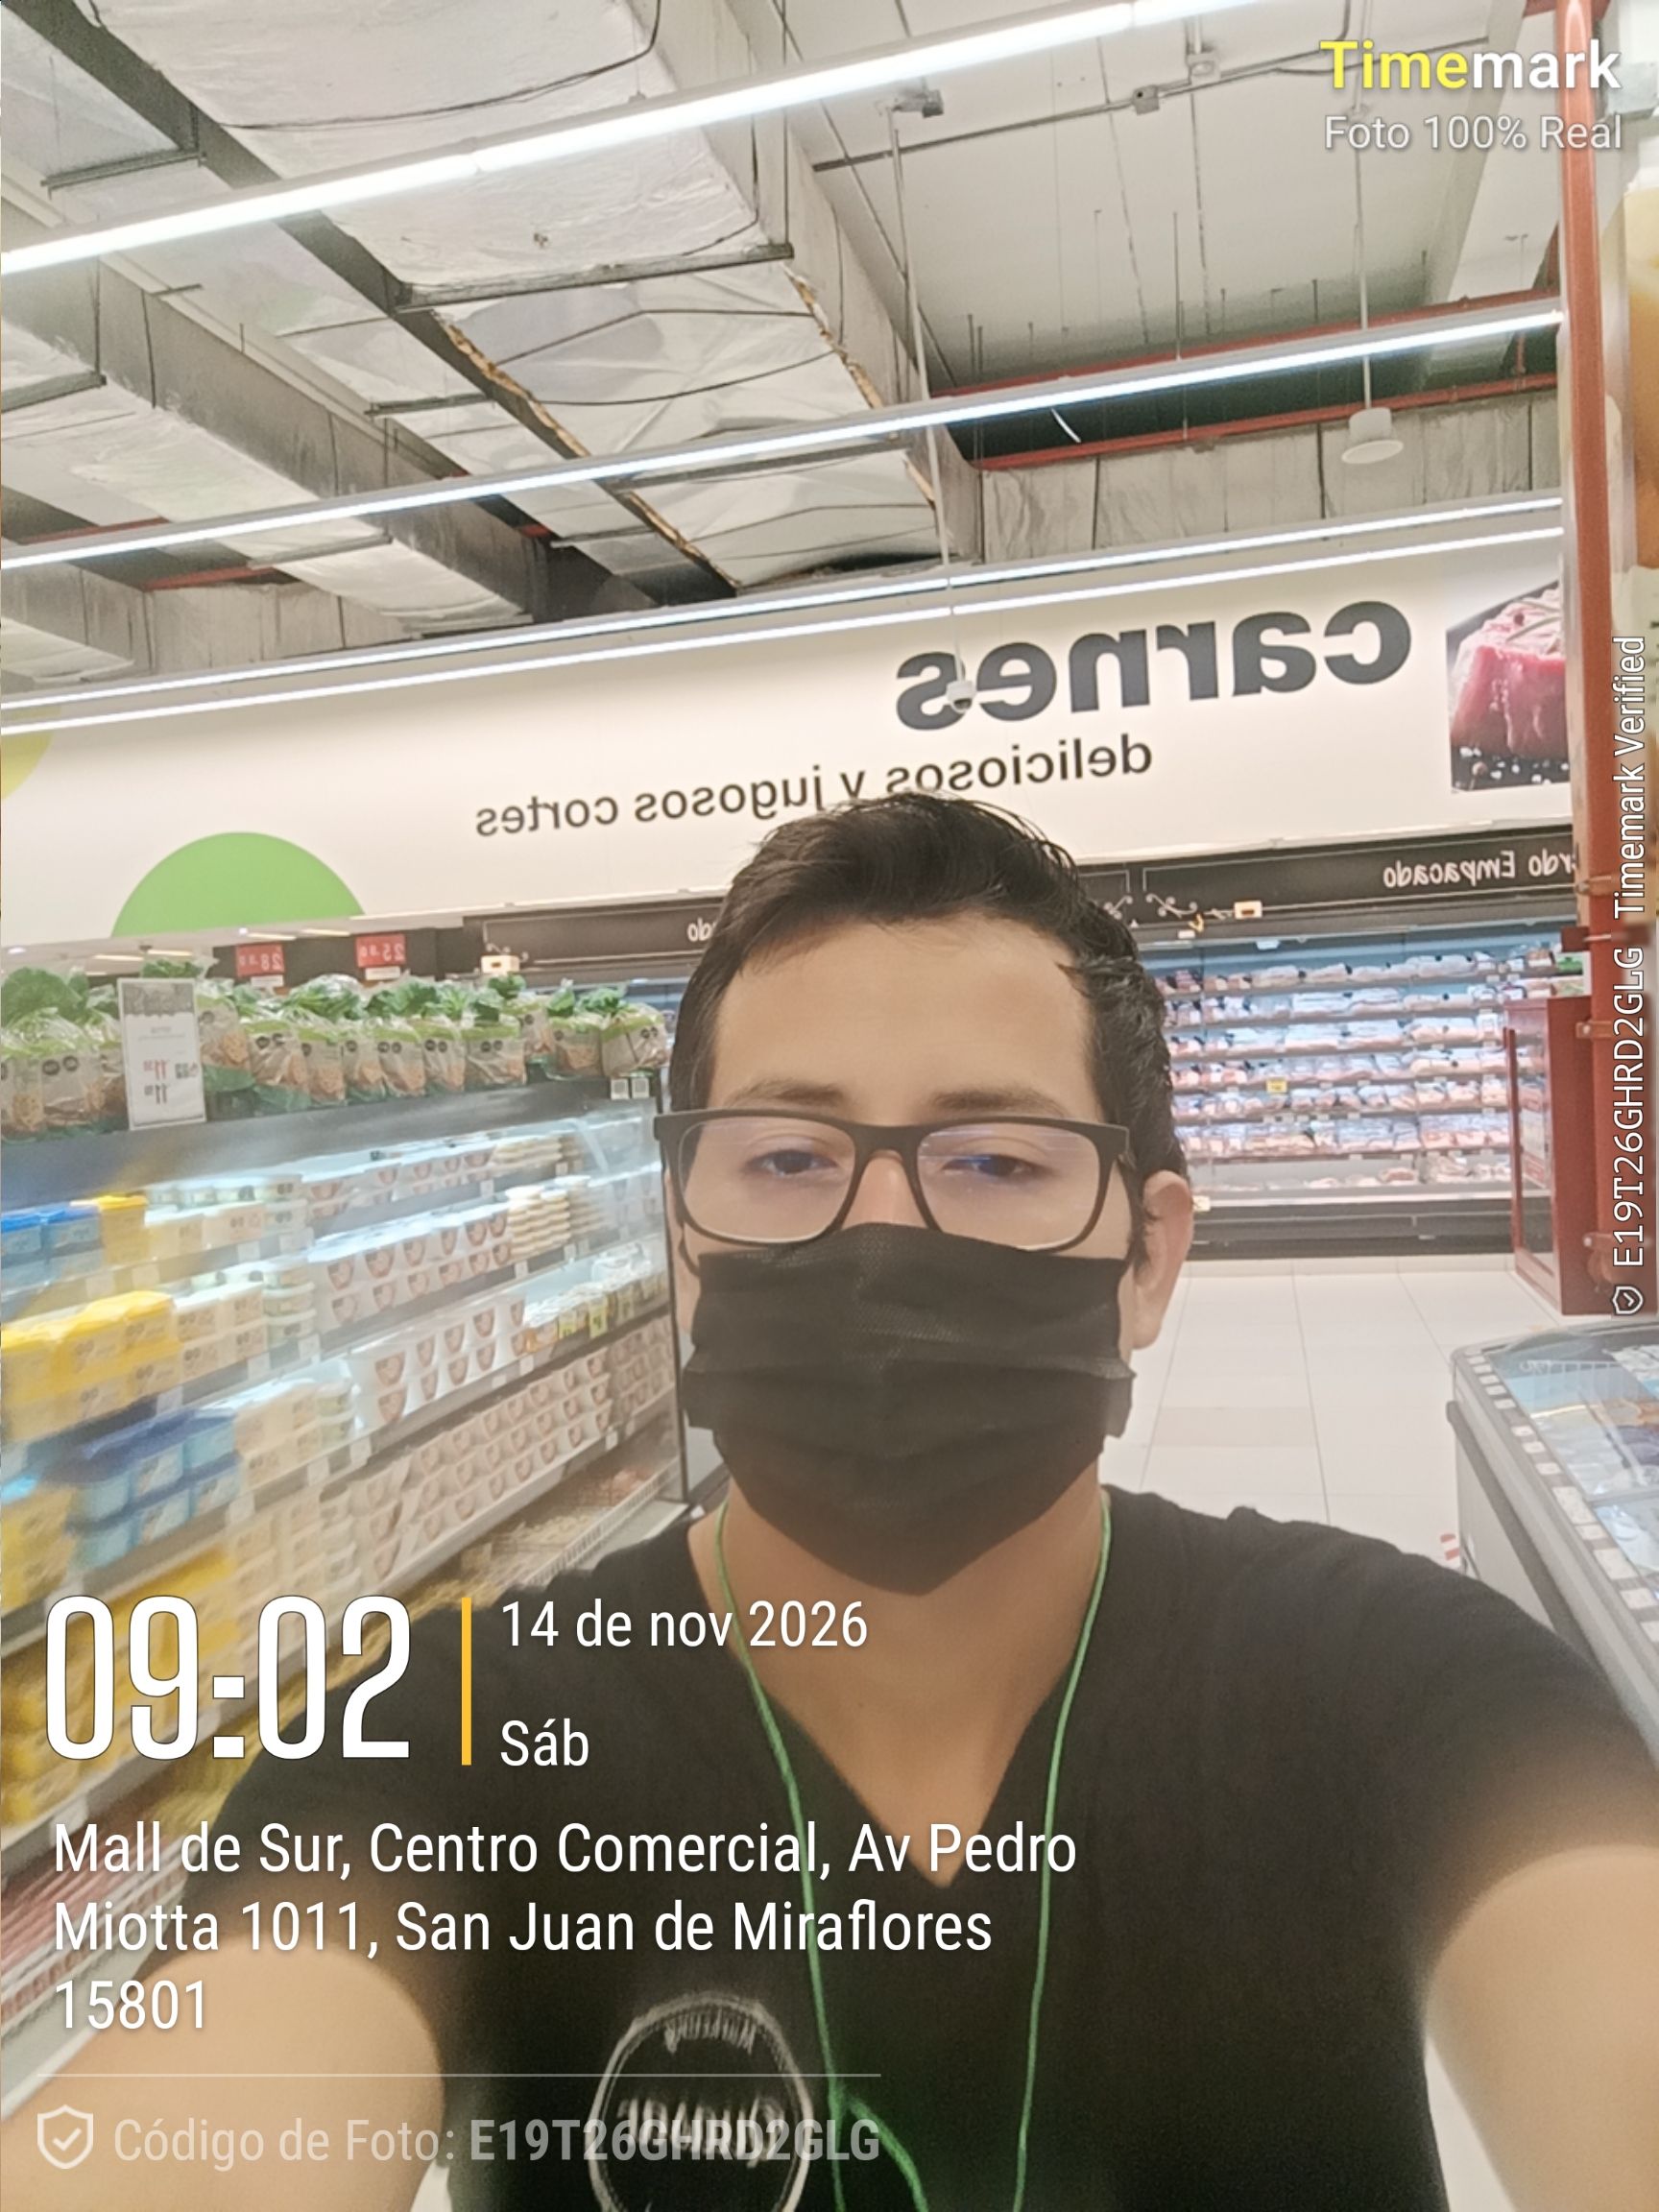 Timemark
Foto 100% Real
carnes
deliciosos y jugosos cortes
Empacado
E19T26GHRD2GLG Timemark Verified
09:02
14 de nov 2026
Sáb
Mall de Sur, Centro Comercial, Av Pedro
Miotta 1011, San Juan de Miraflores
15801
Código de Foto: E19T26GHRD2GLG